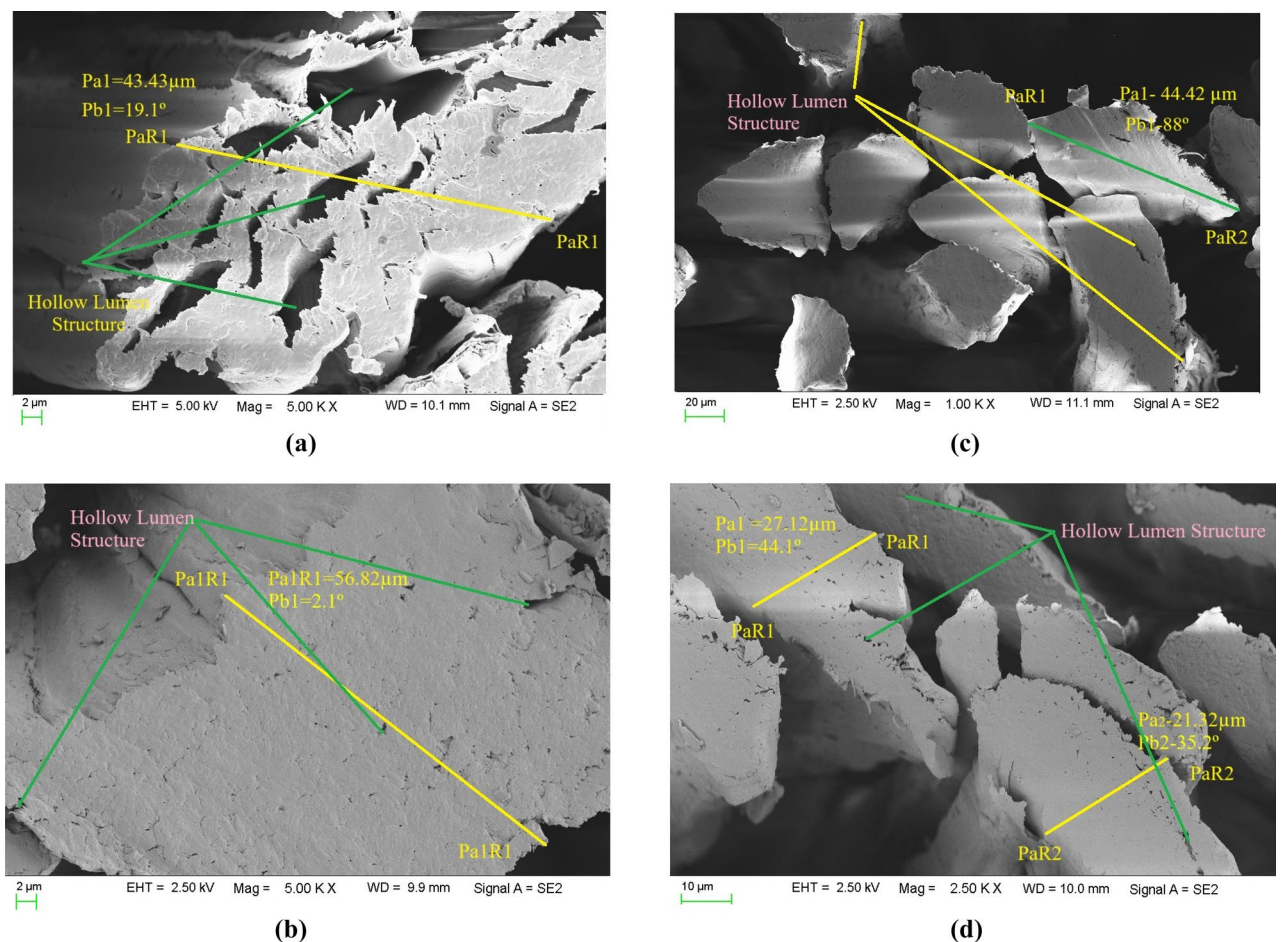 Pa1=43.43µm
Pb1=19.1º
PaR1
PaR1
Hollow Lumen
Structure
2 µm
EHT = 5.00 kV Mag = 5.00 K X WD = 10.1 mm Signal A = SE2
(a)
PaR1
Pa1- 44.42 µm
Pb1-88º
Hollow Lumen
Structure
PaR2
20 µm
EHT = 2.50 kV Mag = 1.00 K X WD = 11.1 mm Signal A = SE2
(c)
Hollow Lumen
Structure
Pa1R1
Pa1R1=56.82µm
Pb1=2.1º
Pa1R1
2 µm
EHT = 2.50 kV Mag = 5.00 K X WD = 9.9 mm Signal A = SE2
(b)
Pa1 =27.12µm
Pb1=44.1º
PaR1
Hollow Lumen Structure
PaR1
Pa2-21.32µm
Pb2-35.2º
PaR2
PaR2
10 µm
EHT = 2.50 kV Mag = 2.50 K X WD = 10.0 mm Signal A = SE2
(d)